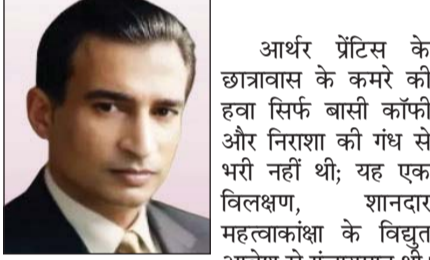 आर्थर प्रेंटिस के
छात्रावास के कमरे की
हवा सिर्फ बासी कॉफी
और निराशा की गंध से
भरी नहीं थी; यह एक
विलक्षण, शानदार
महत्वाकांक्षा के विद्युत